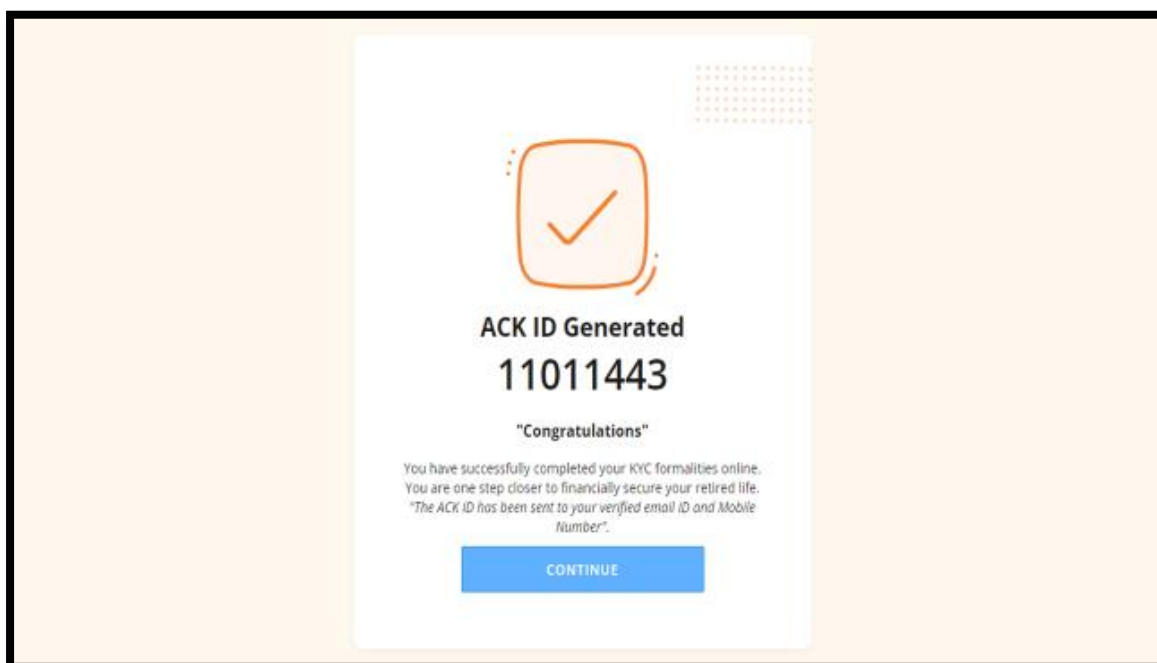 ACK ID Generated
11011443
"Congratulations"
You have successfully completed your KYC formalities online.
You are one step closer to financially secure your retired life.
"The ACK ID has been sent to your verified email ID and Mobile
Number".
CONTINUE